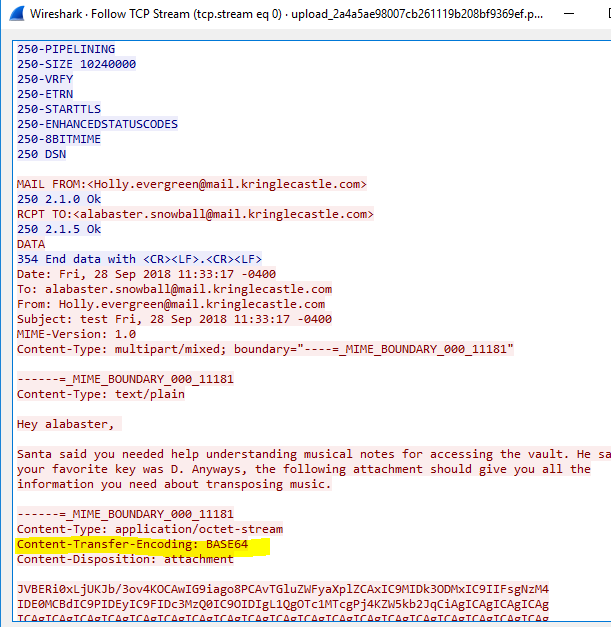 Wireshark · Follow TCP Stream (tcp.stream eq 0) · upload_2a4a5ae98007cb261119b208bf9369ef.p...
250-PIPELINING
250-SIZE 10240000
250-VRFY
250-ETRN
250-STARTTLS
250-ENHANCEDSTATUSCODES
250-8BITMIME
250 DSN
MAIL FROM:<Holly.evergreen@mail.kringlecastle.com>
250 2.1.0 Ok
RCPT TO:<alabaster.snowball@mail.kringlecastle.com>
250 2.1.5 Ok
DATA
354 End data with <CR><LF>.<CR><LF>
Date: Fri, 28 Sep 2018 11:33:17 -0400
To: alabaster.snowball@mail.kringlecastle.com
From: Holly.evergreen@mail.kringlecastle.com
Subject: test Fri, 28 Sep 2018 11:33:17 -0400
MIME-Version: 1.0
Content-Type: multipart/mixed; boundary="----=_MIME_BOUNDARY_000_11181"
------=_MIME_BOUNDARY_000_11181
Content-Type: text/plain
Hey alabaster,
Santa said you needed help understanding musical notes for accessing the vault. He sa
your favorite key was D. Anyways, the following attachment should give you all the
information you need about transposing music.
------=_MIME_BOUNDARY_000_11181
Content-Type: application/octet-stream
Content-Transfer-Encoding: BASE64
Content-Disposition: attachment
JVBERi0xLjUKJb/3ov4KOCAwIG9iago8PCAvTGluZWFyaXplZCAxIC9MIDk3ODMxIC9IIFsgNzM4
IDE0MCBdIC9PIDEyIC9FIDc3MzQ0IC9OIDIgL1QgOTc1MTcgPj4KZW5kb2JqCiAgICAgICAgICAg
ICAgICAgICAgICAgICAgICAgICAgICAgICAgICAgICAgICAgICAgICAgICAgICAgICAgICAgICAg